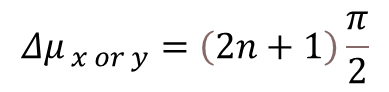 Δμ x or y = (2n + 1) π/2